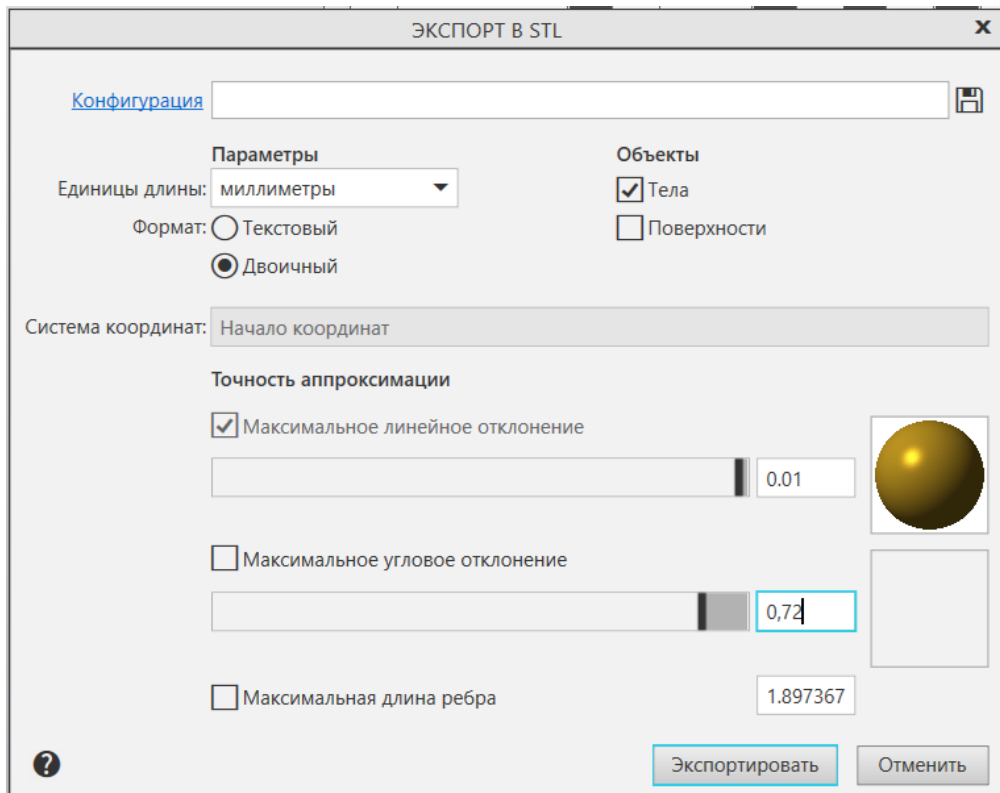 ЭКСПОРТ В STL
x
Конфигурация
Параметры
Объекты
Единицы длины: миллиметры
Тела
Формат: Текстовый
Поверхности
Двоичный
Система координат: Начало координат
Точность аппроксимации
Максимальное линейное отклонение
0.01
Максимальное угловое отклонение
0,72
Максимальная длина ребра 1.897367
?
Экспортировать Отменить